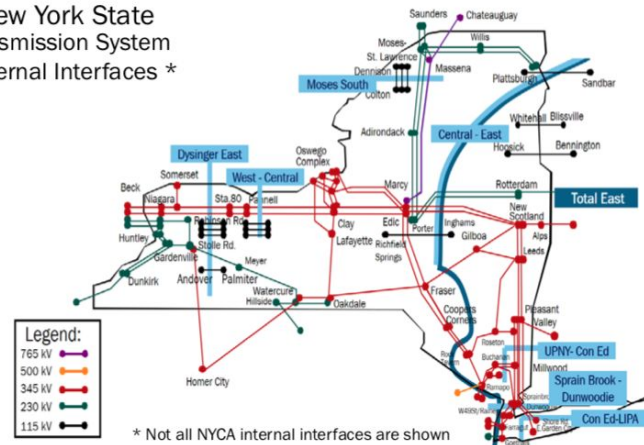 ew York State
smission System
ernal Interfaces *
Saunders
Chateauguay
Moses-
St. Lawrence
Willis
Massena
Dennison
Plattsburgh
Sandbar
Moses South
Colton
Whitehall
Blissville
Adirondack
Central - East
Hoosick
Bennington
Dysinger East
Oswego
Complex
West - Central
Somerset
Rotterdam
Total East
Beck
Niagara
Sta.80
Pannell
Marcy
New
Scotland
Robinson Rd.
Clay
Edic
Porter
Inghams
Alps
Huntley
Stolle Rd.
Lafayette
Richfield
Springs
Gilboa
Leeds
Gardenville
Meyer
Dunkirk
Andover
Palmiter
Watercure
Hillside
Oakdale
Fraser
Coopers
Corners
Pleasant
Valley
Legend:
765 kV
500 kV
345 kV
230 kV
115 kV
Roseton
UPNY- Con Ed
Buchanan
Millwood
Homer City
Ramapo
Sprain Brook -
Dunwoodie
Con Ed-LIPA
* Not all NYCA internal interfaces are shown